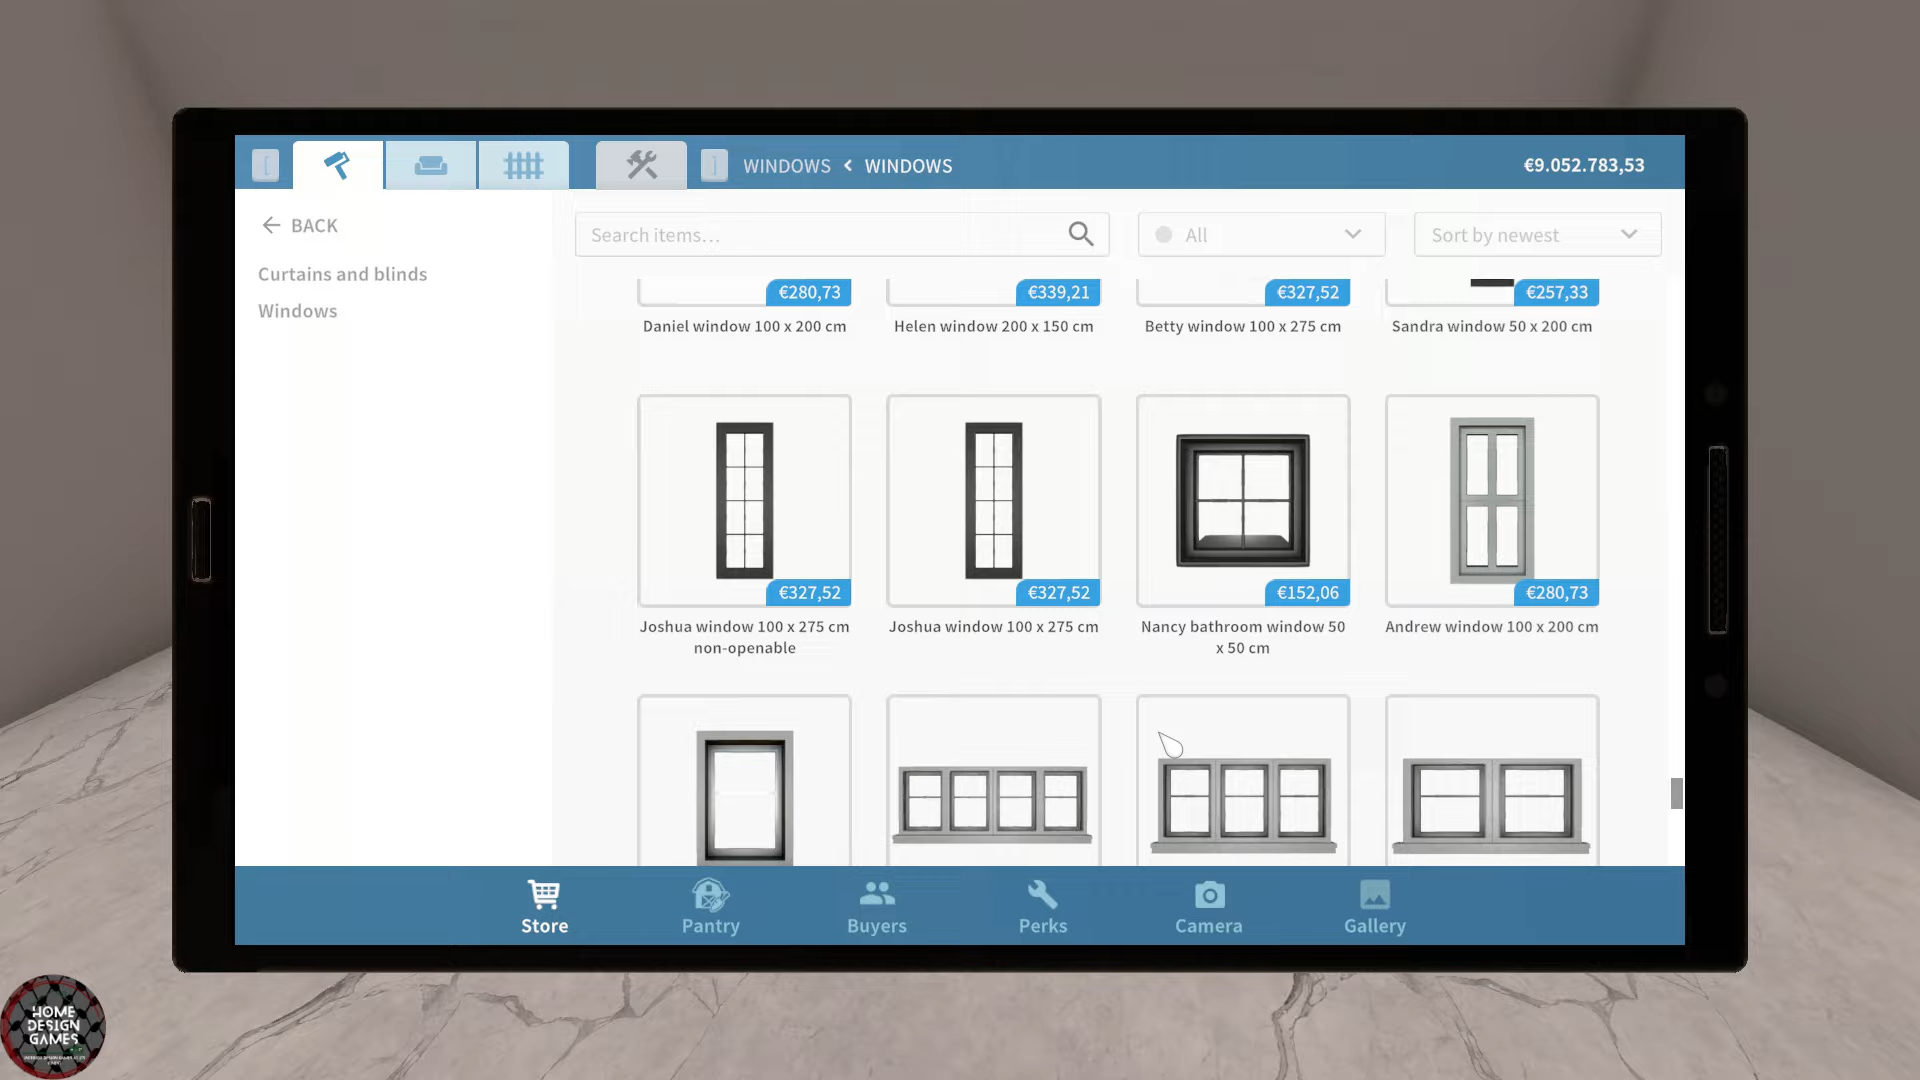 WINDOWS < WINDOWS
€9.052.783,53
BACK
Search items...
All
Sort by newest
Curtains and blinds
Windows
€280,73
€339,21
€327,52
€257,33
Daniel window 100 x 200 cm
Helen window 200 x 150 cm
Betty window 100 x 275 cm
Sandra window 50 x 200 cm
€327,52
€327,52
€152,06
€280,73
Joshua window 100 x 275 cm
non-openable
Joshua window 100 x 275 cm
Nancy bathroom window 50
x 50 cm
Andrew window 100 x 200 cm
Store
Pantry
Buyers
Perks
Camera
Gallery
HOME
DESIGN
GAMES